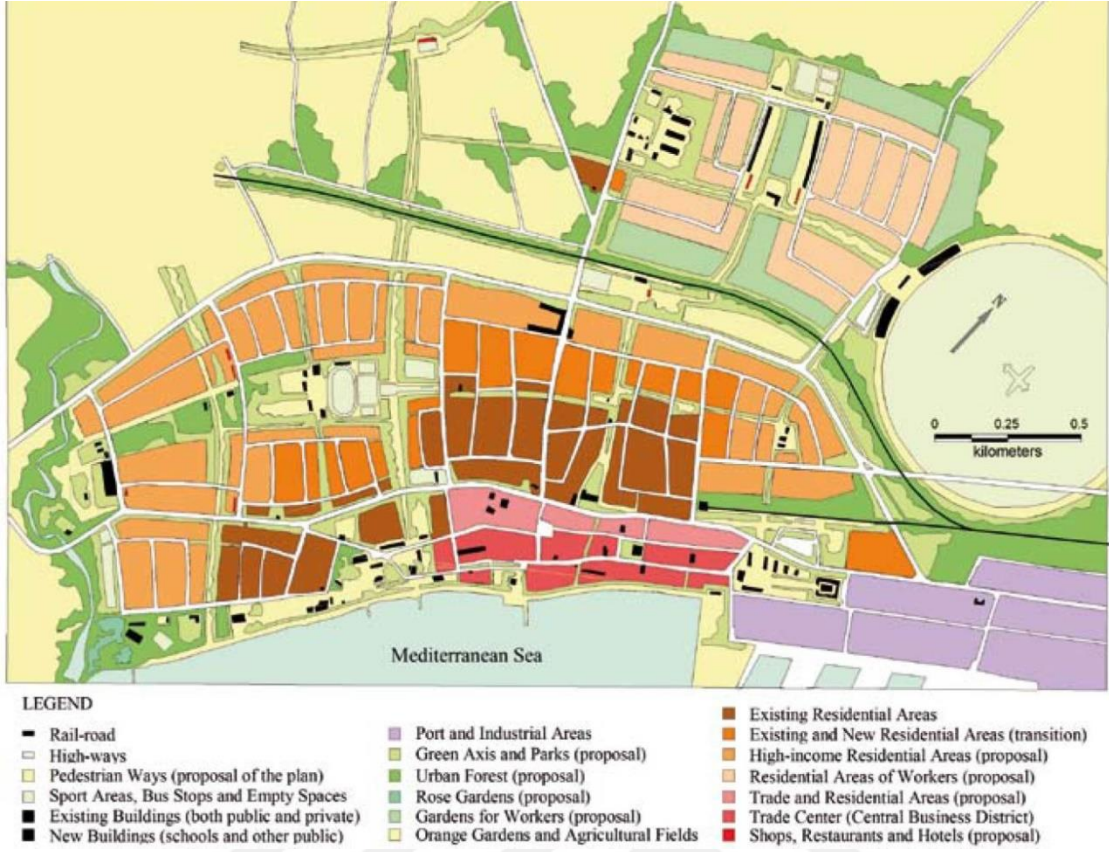 N
0 0.25 0.5
kilometers
Mediterranean Sea
LEGEND
Rail-road
High-ways
Pedestrian Ways (proposal of the plan)
Sport Areas, Bus Stops and Empty Spaces
Existing Buildings (both public and private)
New Buildings (schools and other public)
Port and Industrial Areas
Green Axis and Parks (proposal)
Urban Forest (proposal)
Rose Gardens (proposal)
Gardens for Workers (proposal)
Orange Gardens and Agricultural Fields
Existing Residential Areas
Existing and New Residential Areas (transition)
High-income Residential Areas (proposal)
Residential Areas of Workers (proposal)
Trade and Residential Areas (proposal)
Trade Center (Central Business District)
Shops, Restaurants and Hotels (proposal)